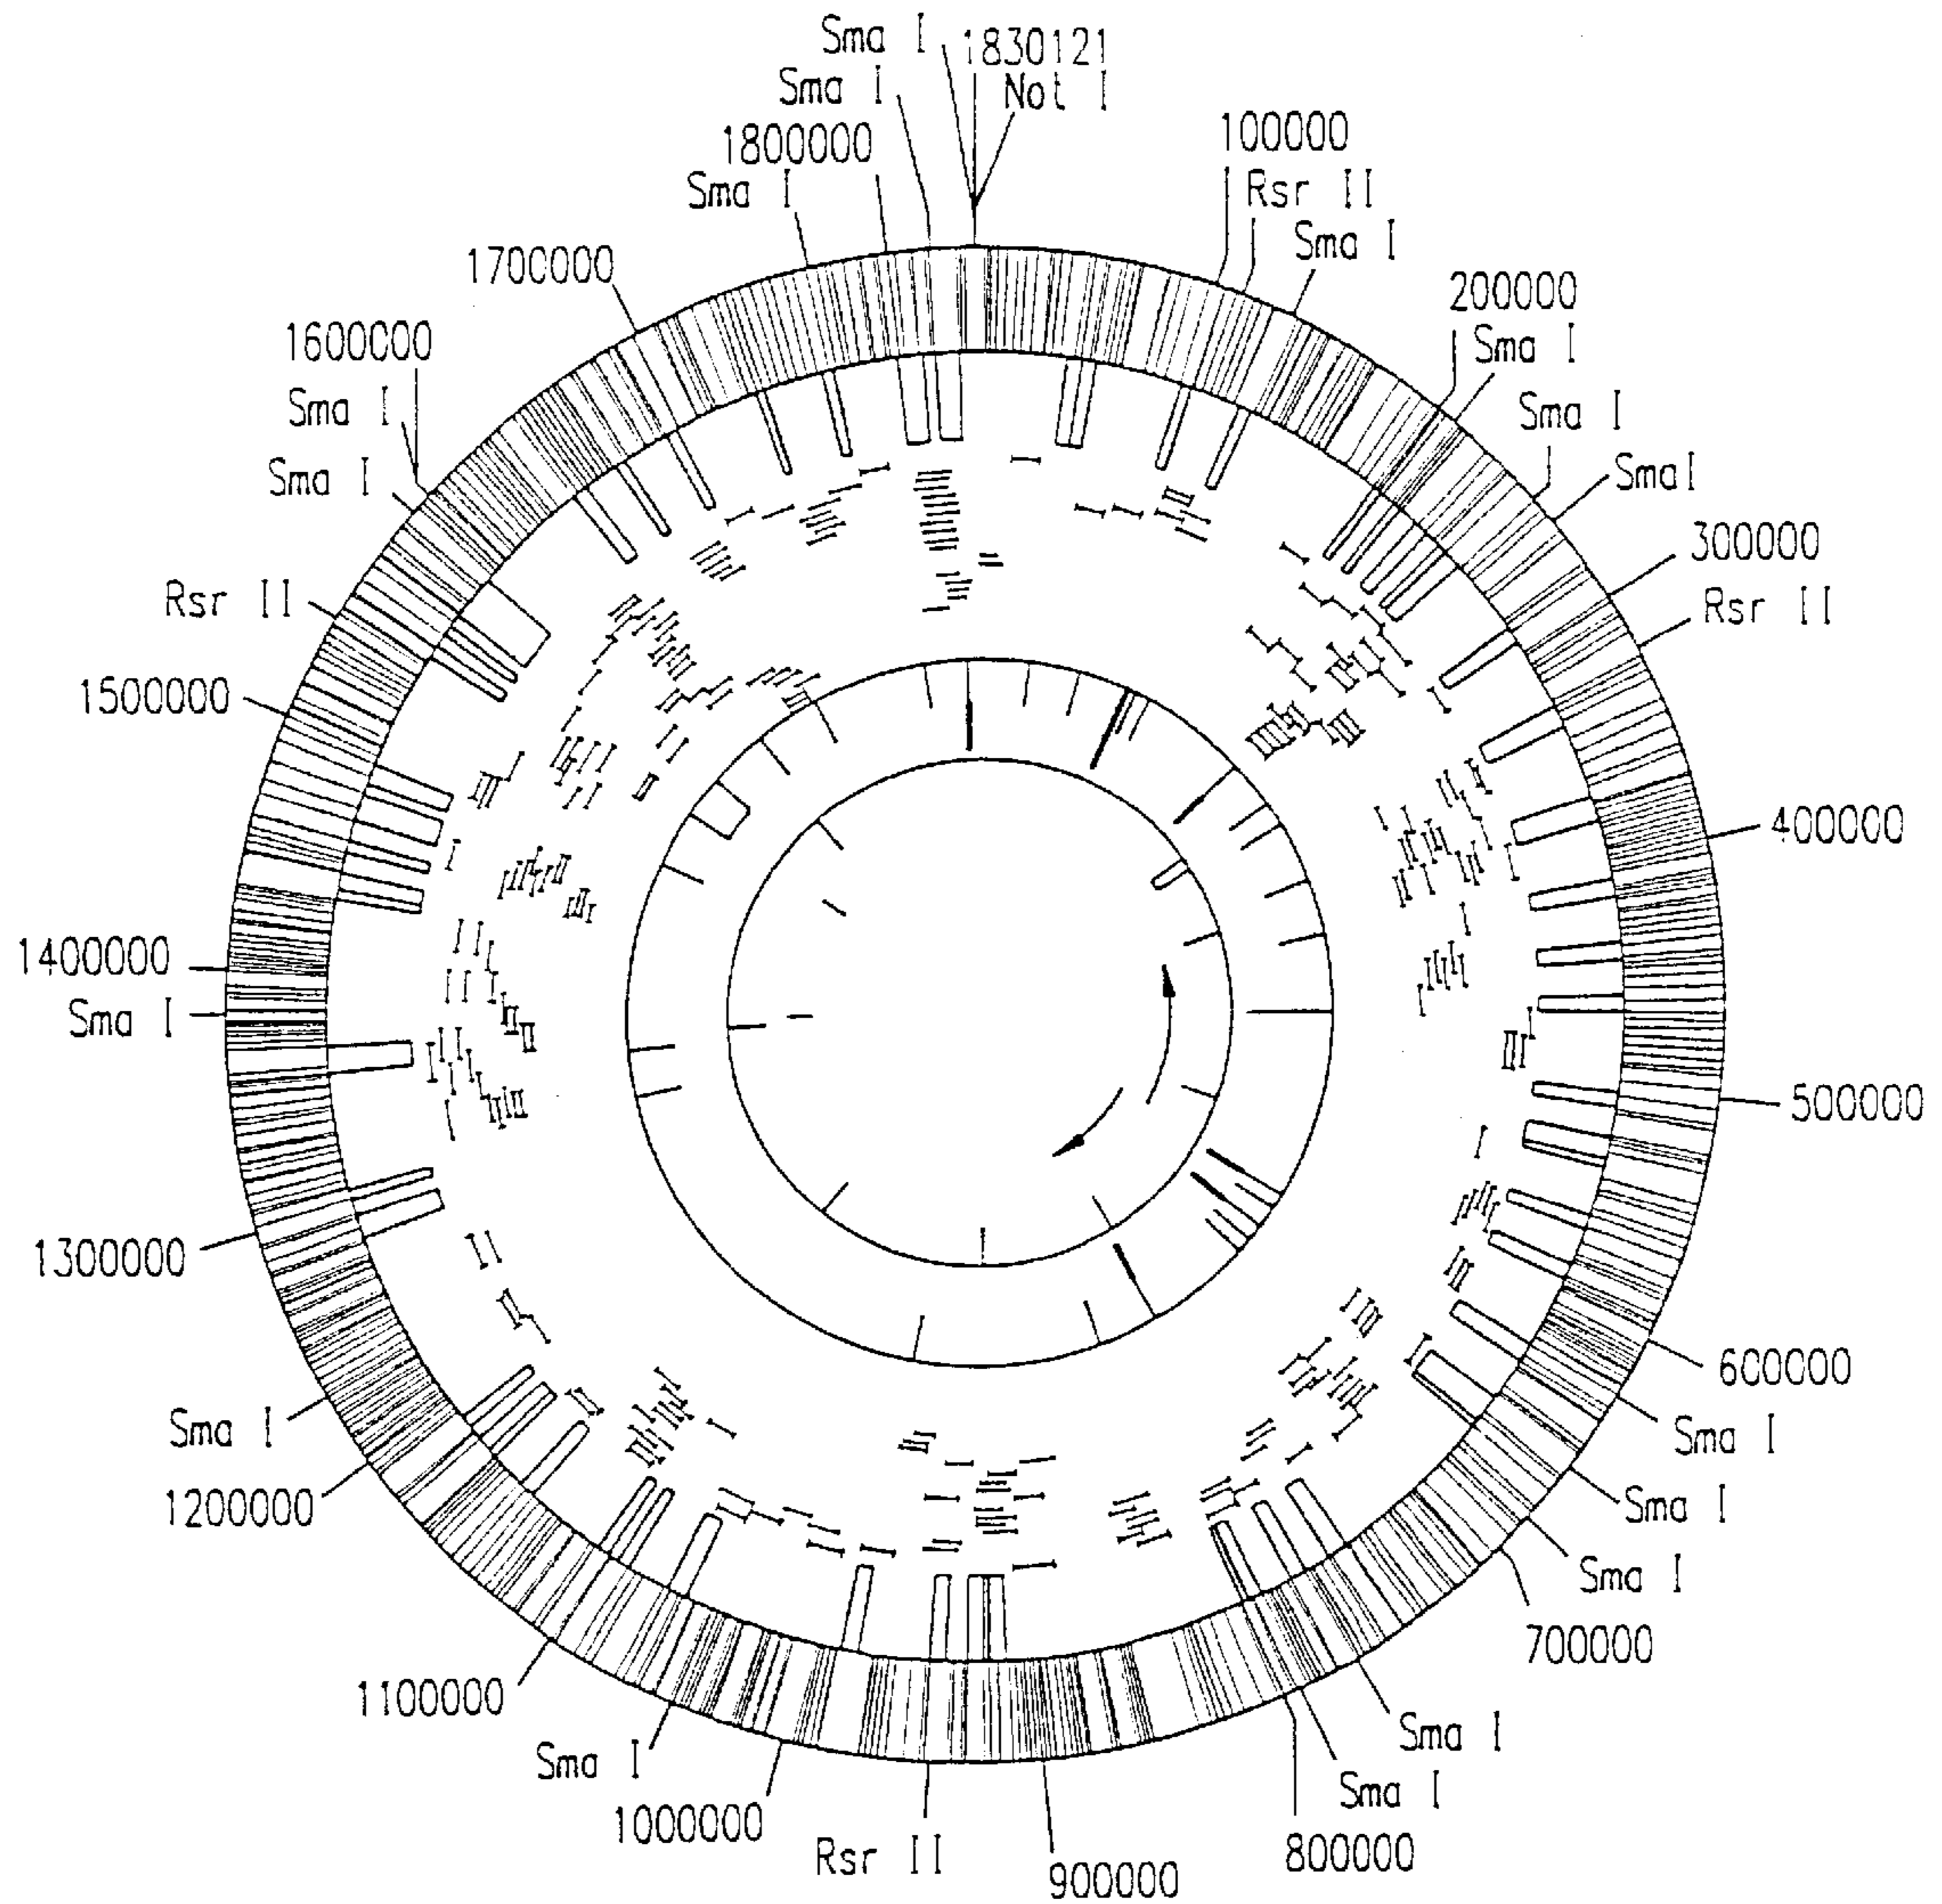 Sma I
1830121
Not I
Sma I
1800000
Sma I
100000
Rsr II
Sma I
200000
Sma I
Sma I
SmaI
300000
Rsr II
400000
500000
600000
Sma I
Sma I
Sma I
700000
Sma I
Sma I
800000
900000
Rsr II
1000000
Sma I
1100000
1200000
Sma I
1300000
Sma I
1400000
1500000
Rsr II
Sma I
Sma I
1600000
1700000